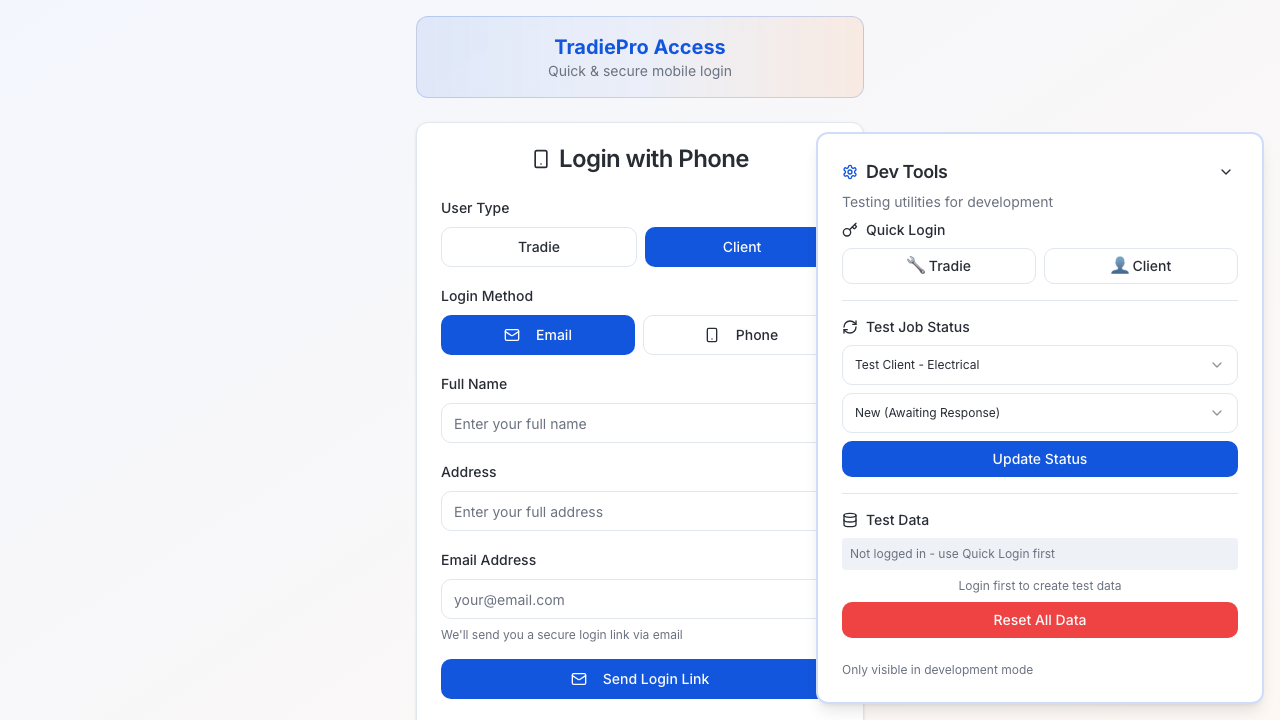 TradiePro Access
Quick & secure mobile login
Login with Phone
User Type
Tradie
Client
Login Method
Email
Phone
Full Name
Enter your full name
Address
Enter your full address
Email Address
your@email.com
We'll send you a secure login link via email
Send Login Link
Dev Tools
Testing utilities for development
Quick Login
Tradie
Client
Test Job Status
Test Client - Electrical
New (Awaiting Response)
Update Status
Test Data
Not logged in - use Quick Login first
Login first to create test data
Reset All Data
Only visible in development mode